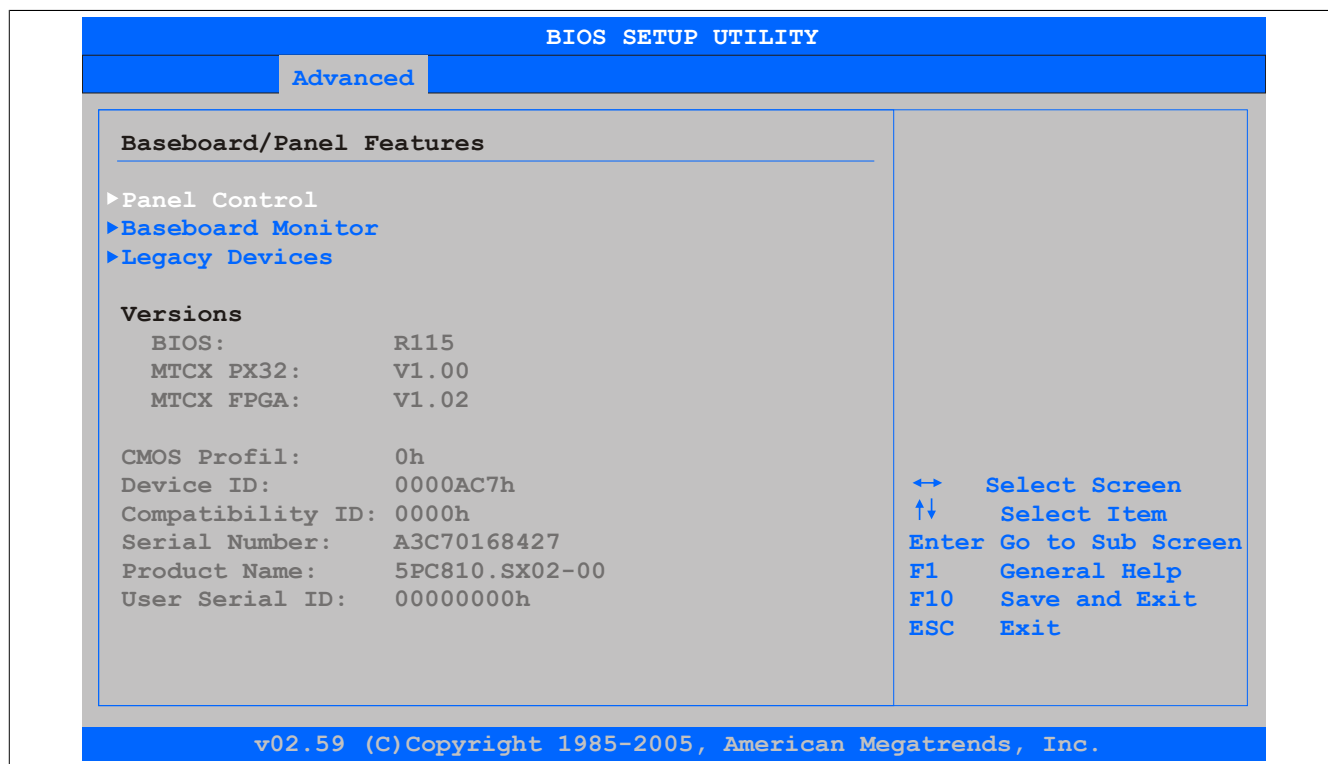 BIOS SETUP UTILITY
Advanced
Baseboard/Panel Features
Panel Control
Baseboard Monitor
Legacy Devices
Versions
BIOS: R115
MTCX PX32: V1.00
MTCX FPGA: V1.02
CMOS Profil: 0h
Device ID: 0000AC7h
Compatibility ID: 0000h
Serial Number: A3C70168427
Product Name: 5PC810.SX02-00
User Serial ID: 00000000h
Select Screen
Select Item
Enter Go to Sub Screen
F1 General Help
F10 Save and Exit
ESC Exit
v02.59 (C)Copyright 1985-2005, American Megatrends, Inc.